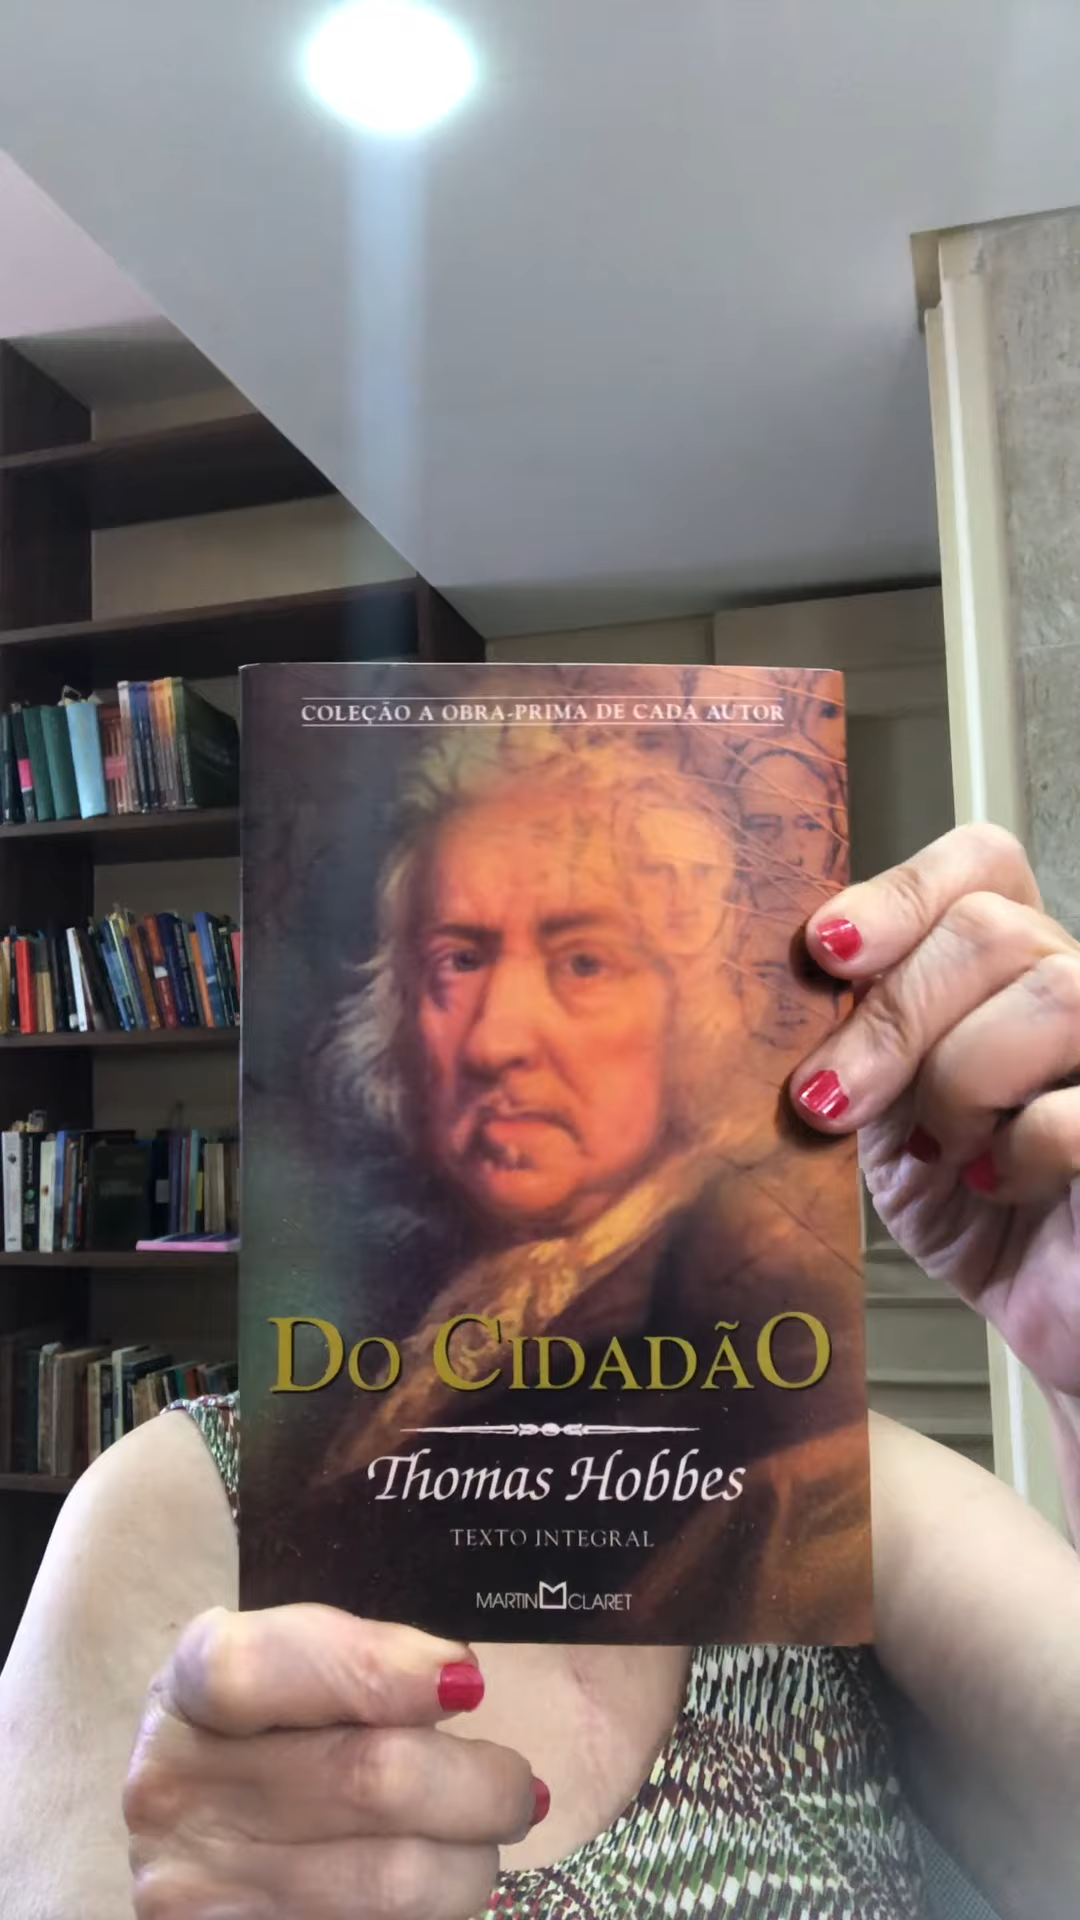 COLEÇÃO A OBRA-PRIMA DE CADA AUTOR
DO CIDADÃO
Thomas Hobbes
TEXTO INTEGRAL
MARTIN CLARET